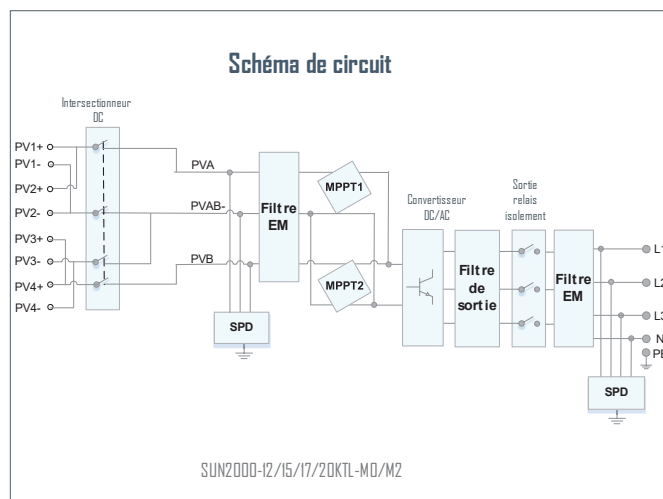 Schéma de circuit
Intersectionneur
DC
PV1+
PV1-
PV2+
PV2-
PV3+
PV3-
PV4+
PV4-
PVA
PVAB-
PVB
Filtre
EM
SPD
MPPT1
MPPT2
Convertisseur
DC/AC
Filtre
de
sortie
Sortie
relais
isolement
Filtre
EM
L1
L2
L3
N
PE
SPD
SUN2000-12/15/17/20KTL-M0/M2